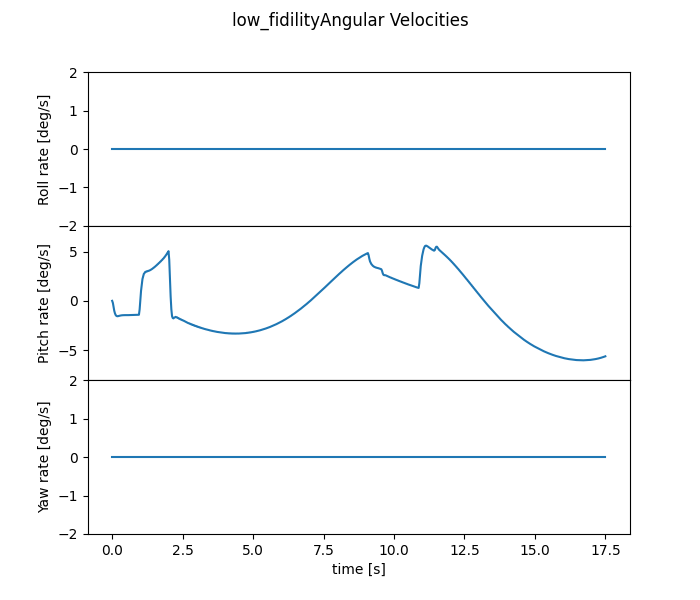 low_fidilityAngular Velocities
2
1
0
−1
−2
Roll rate [deg/s]
5
0
−5
Pitch rate [deg/s]
2
1
0
−1
−2
Yaw rate [deg/s]
0.0 2.5 5.0 7.5 10.0 12.5 15.0 17.5
time [s]